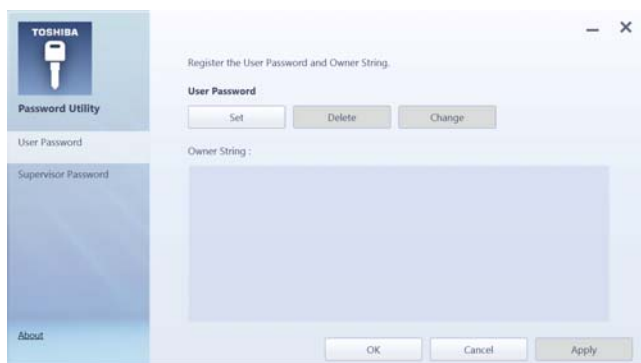 TOSHIBA
Password Utility
User Password
Supervisor Password
About
Register the User Password and Owner String.
User Password
Set Delete Change
Owner String :
OK Cancel Apply